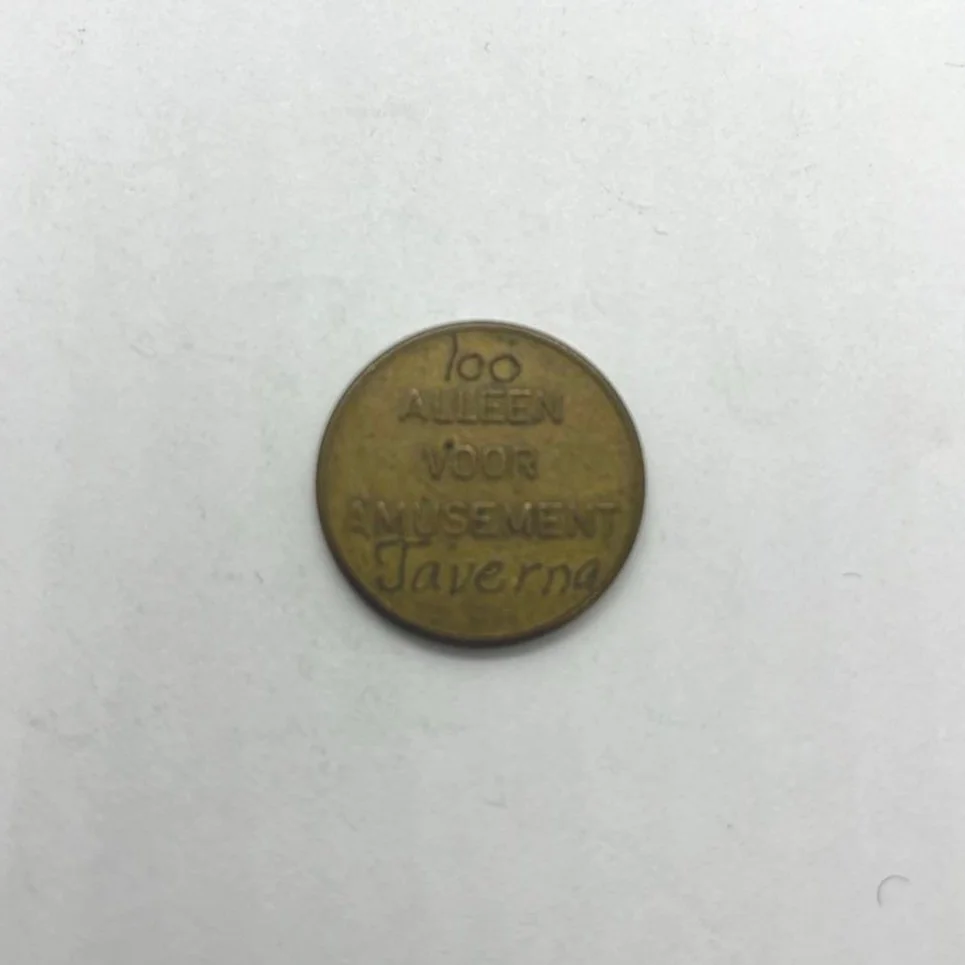 100
ALLEEN
VOOR
AMUSEMENT
Taverna